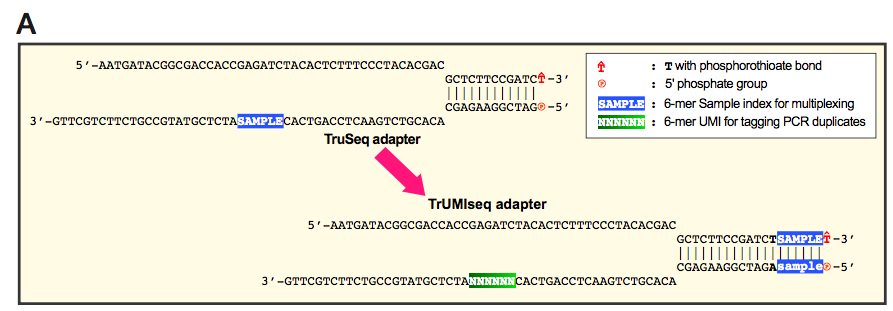 A
5’-AATGATACGGCGACCACCGAGATCTACACTCTTTCCCTACACGAC
GCTCTTCCGATCT-3’
CGAGAAGGCTAGP-5’
3’-GTTCGTCTTCTGCCGTATGCTCTASAMPLECACTGACCTCAAGTCTGCACA
TruSeq adapter
T : T with phosphorothioate bond
P : 5' phosphate group
SAMPLE : 6-mer Sample index for multiplexing
NNNNNN : 6-mer UMI for tagging PCR duplicates
TrUMIseq adapter
5’-AATGATACGGCGACCACCGAGATCTACACTCTTTCCCTACACGAC
GCTCTTCCGATCTSAMPLET-3’
CGAGAAGGCTAGAsampleP-5’
3’-GTTCGTCTTCTGCCGTATGCTCTANNNNNNCACTGACCTCAAGTCTGCACA